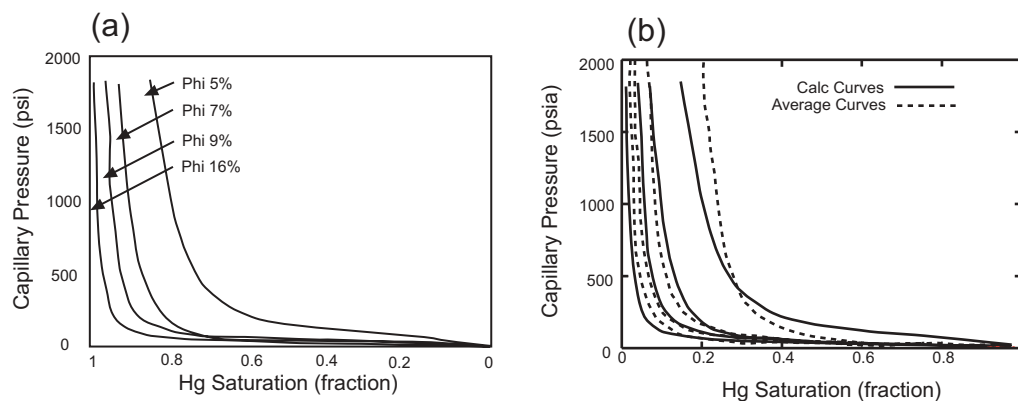 (a)
2000
1500
1000
500
0
Capillary Pressure (psi)
Phi 5%
Phi 7%
Phi 9%
Phi 16%
1
0.8
0.6
0.4
0.2
0
Hg Saturation (fraction)
(b)
2000
1500
1000
500
0
Capillary Pressure (psia)
Calc Curves
Average Curves
0
0.2
0.4
0.6
0.8
Hg Saturation (fraction)